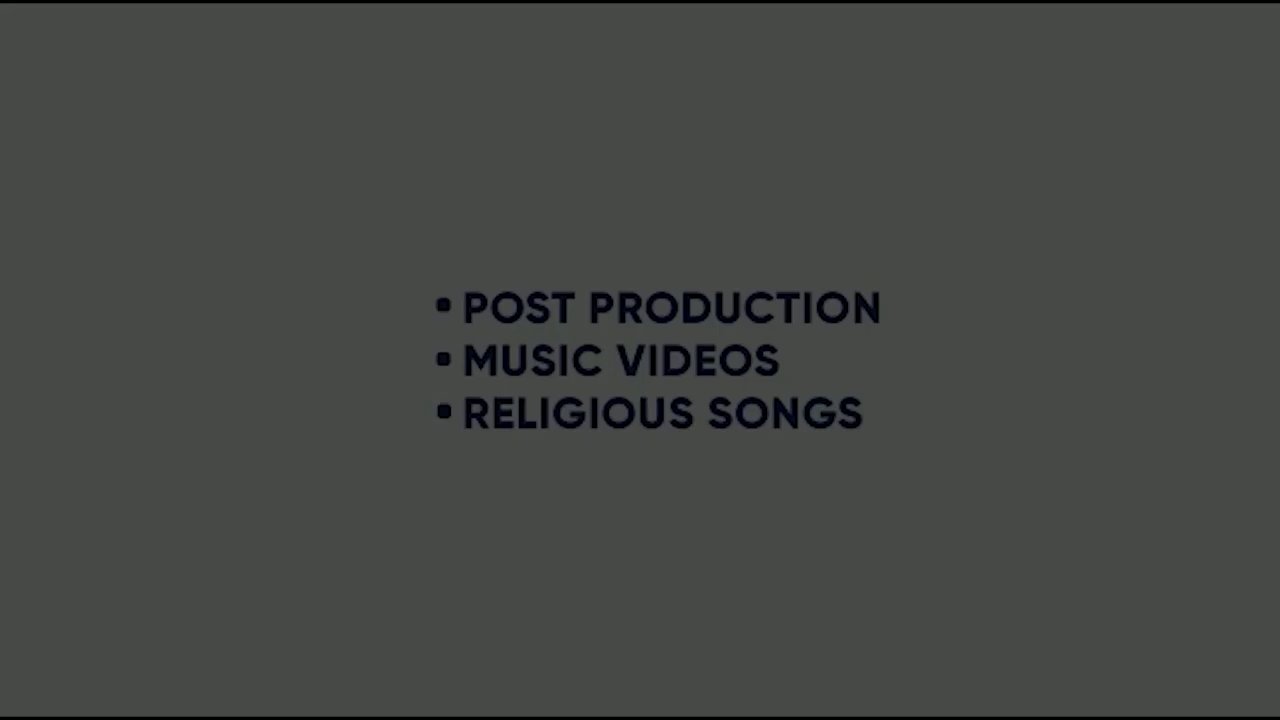 • POST PRODUCTION
• MUSIC VIDEOS
• RELIGIOUS SONGS